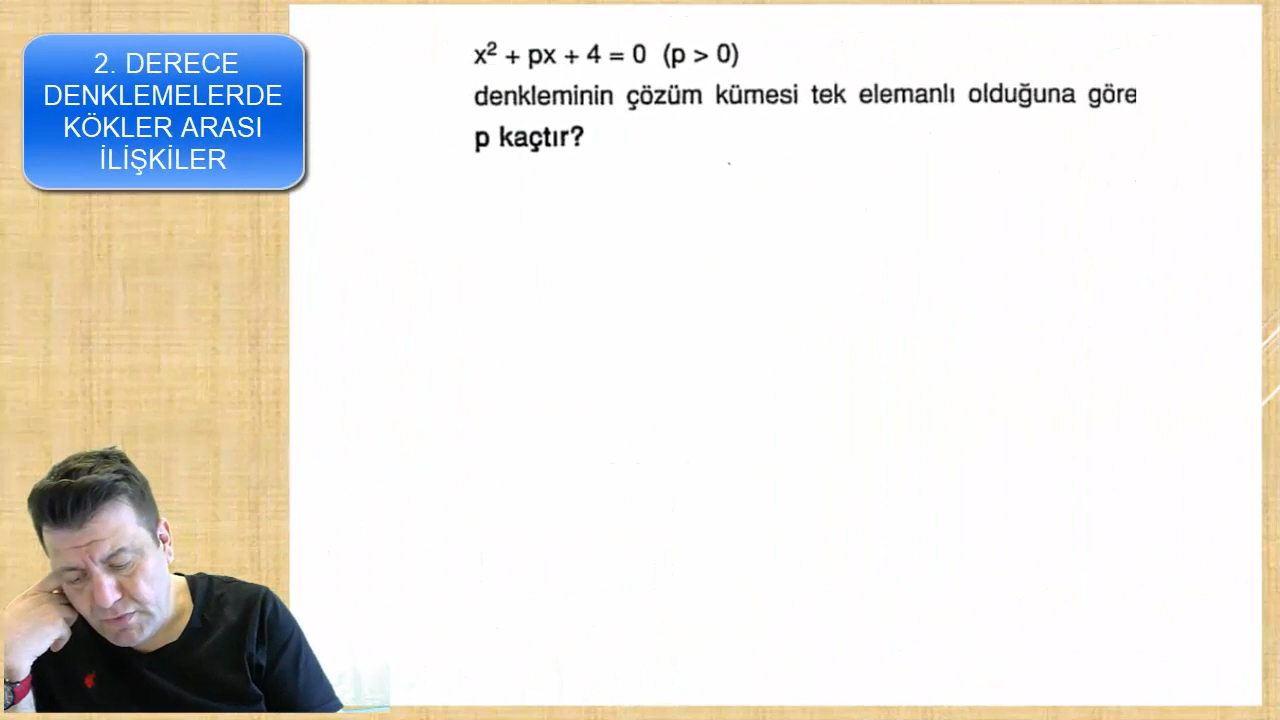 2. DERECE
DENKLEMELERDE
KÖKLER ARASI
İLİŞKİLER
x² + px + 4 = 0 (p > 0)
denkleminin çözüm kümesi tek elemanlı olduğuna göre
p kaçtır?